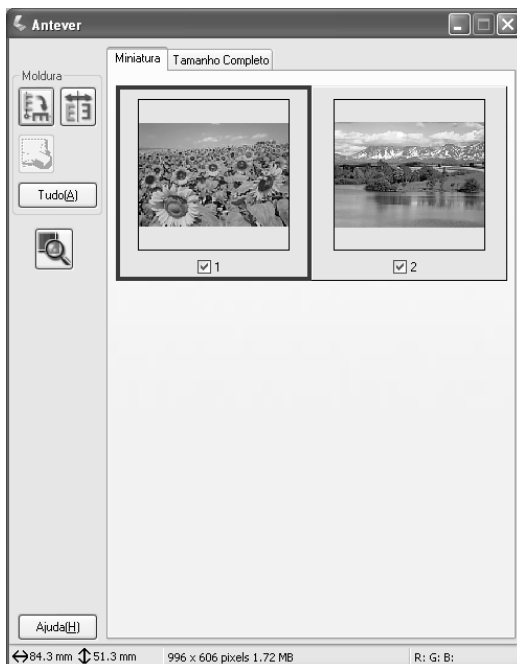 Antever
Miniatura Tamanho Completo
Moldura
Tudo(A)
1 2
Ajuda(H)
84.3 mm 51.3 mm 996 x 606 pixels 1.72 MB R: G: B: